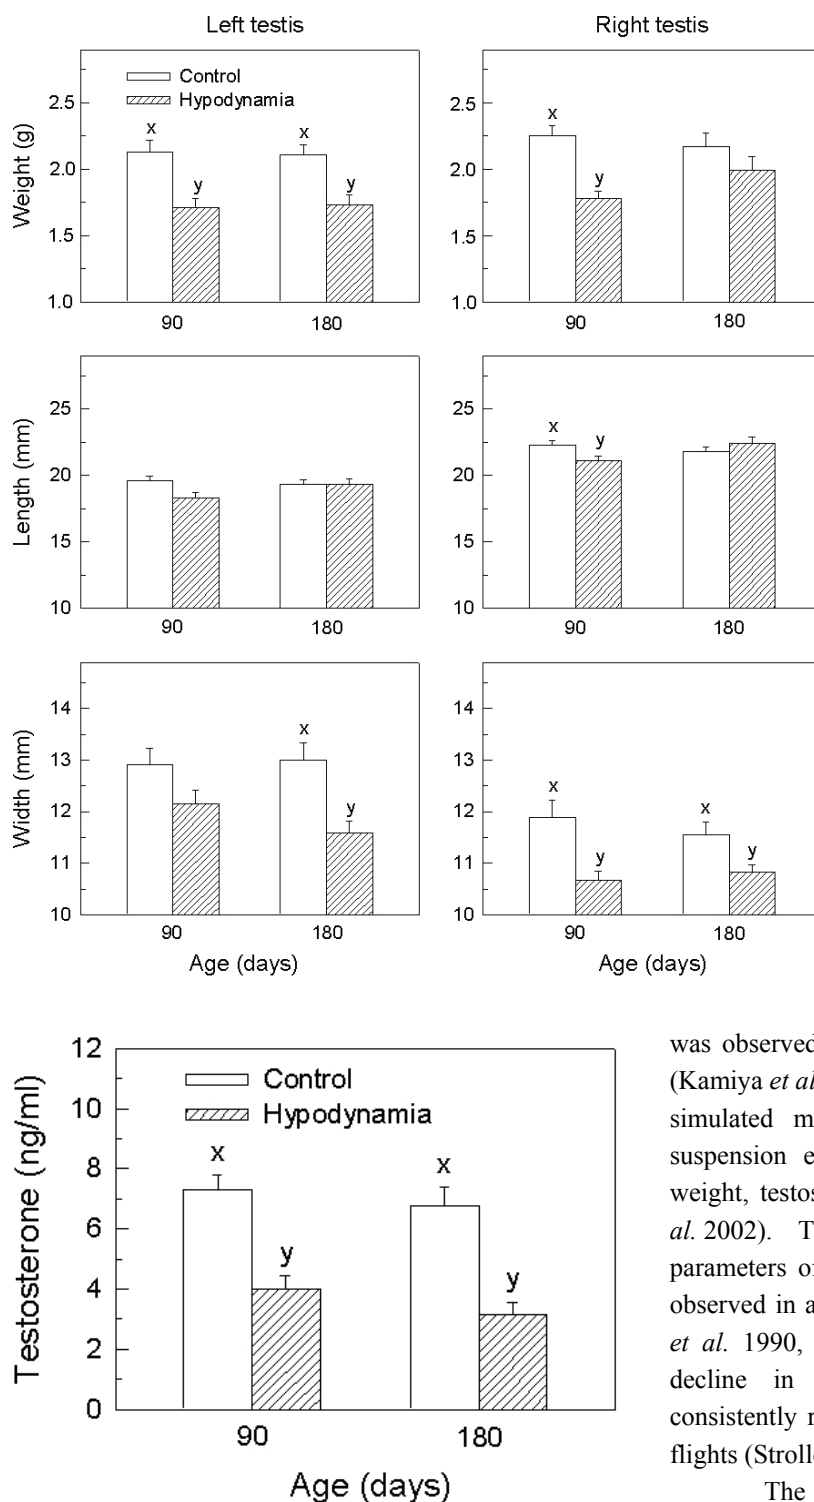 Left testis
Right testis
Control
Hypodynamia
Weight (g)
2.5
2.0
1.5
1.0
x
y
x
y
90
180
2.5
2.0
1.5
1.0
x
y
90
180
Length (mm)
25
20
15
10
90
180
25
20
15
10
x
y
90
180
Width (mm)
14
13
12
11
10
x
y
90
180
Age (days)
14
13
12
11
10
x
y
x
y
90
180
Age (days)
Testosterone (ng/ml)
12
10
8
6
4
2
0
Control
Hypodynamia
x
y
x
y
90
180
Age (days)
was observed
(Kamiya et al
simulated m
suspension e
weight, testos
al. 2002). T
parameters of
observed in a
et al. 1990,
decline in
consistently r
flights (Strolle
The